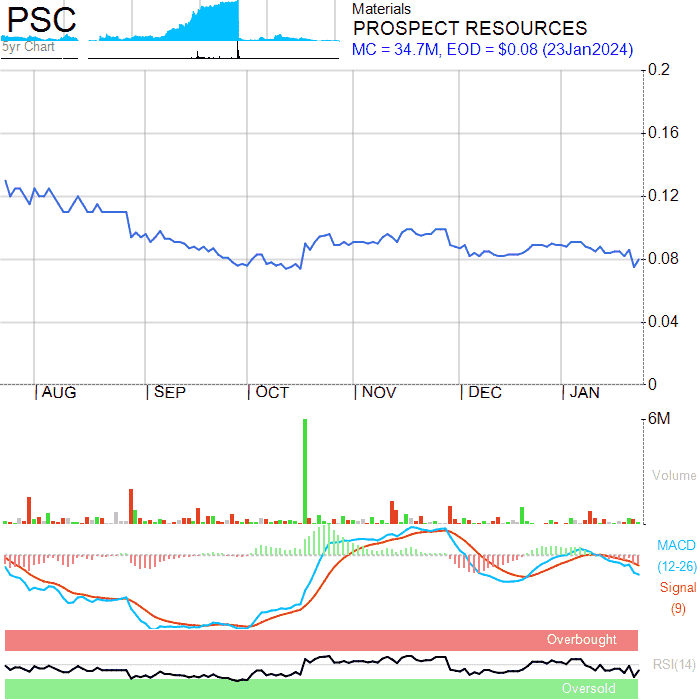 PSC
5yr Chart
Materials
PROSPECT RESOURCES
MC = 34.7M, EOD = $0.08 (23Jan2024)
0.2
0.16
0.12
0.08
0.04
0
AUG SEP OCT NOV DEC JAN
6M
Volume
MACD
(12-26)
Signal
(9)
Overbought
RSI(14)
Oversold